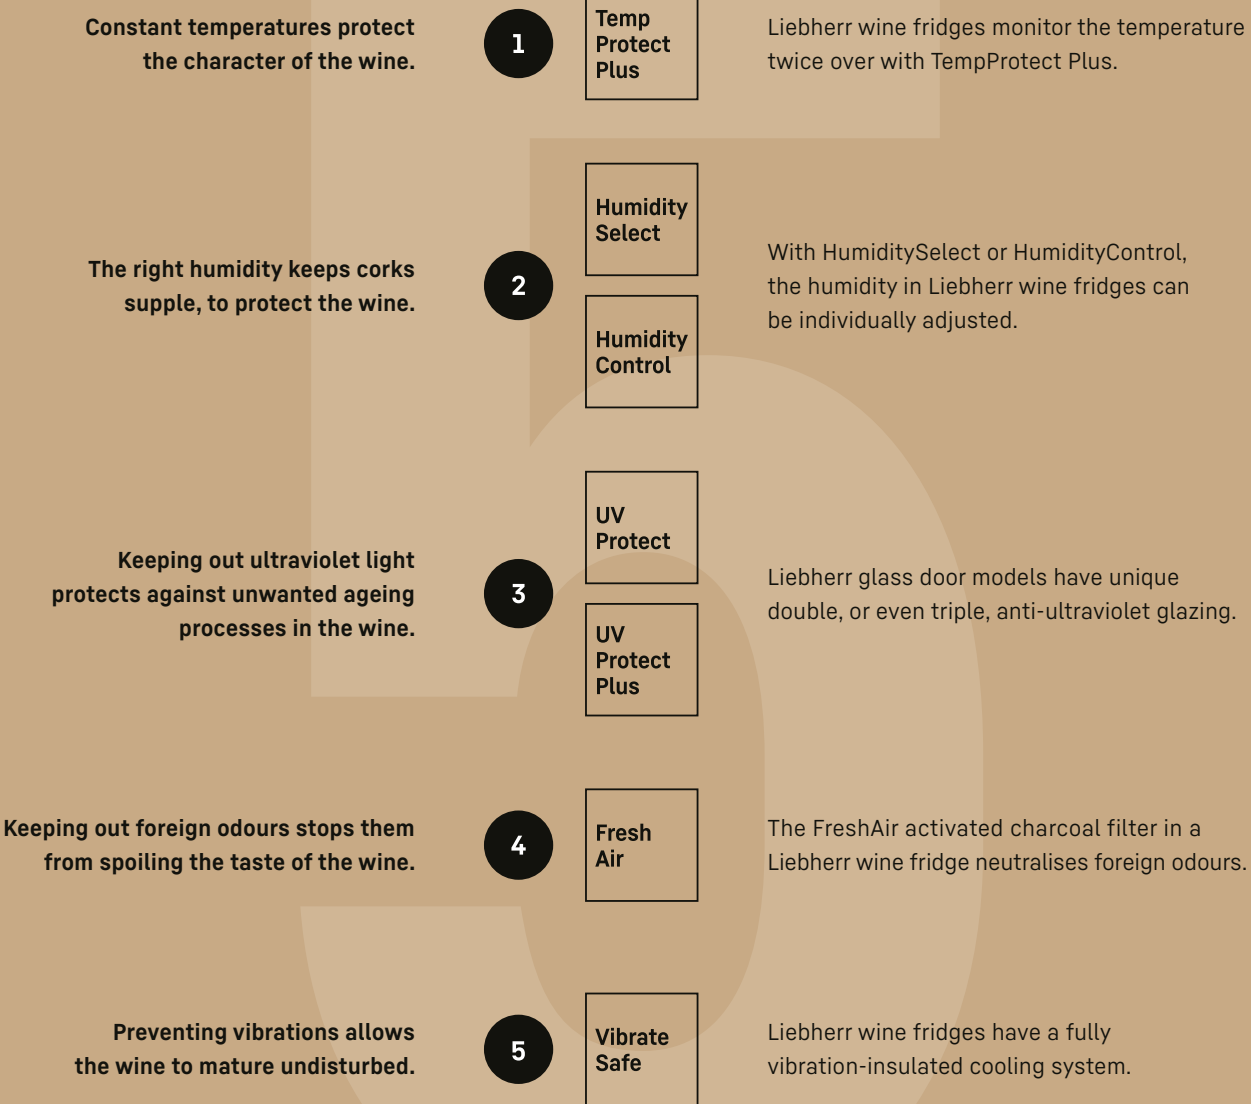 Constant temperatures protect
the character of the wine.
1
Temp
Protect
Plus
Liebherr wine fridges monitor the temperature
twice over with TempProtect Plus.
The right humidity keeps corks
supple, to protect the wine.
2
Humidity
Select
Humidity
Control
With HumiditySelect or HumidityControl,
the humidity in Liebherr wine fridges can
be individually adjusted.
Keeping out ultraviolet light
protects against unwanted ageing
processes in the wine.
3
UV
Protect
UV
Protect
Plus
Liebherr glass door models have unique
double, or even triple, anti-ultraviolet glazing.
Keeping out foreign odours stops them
from spoiling the taste of the wine.
4
Fresh
Air
The FreshAir activated charcoal filter in a
Liebherr wine fridge neutralises foreign odours.
Preventing vibrations allows
the wine to mature undisturbed.
5
Vibrate
Safe
Liebherr wine fridges have a fully
vibration-insulated cooling system.
5